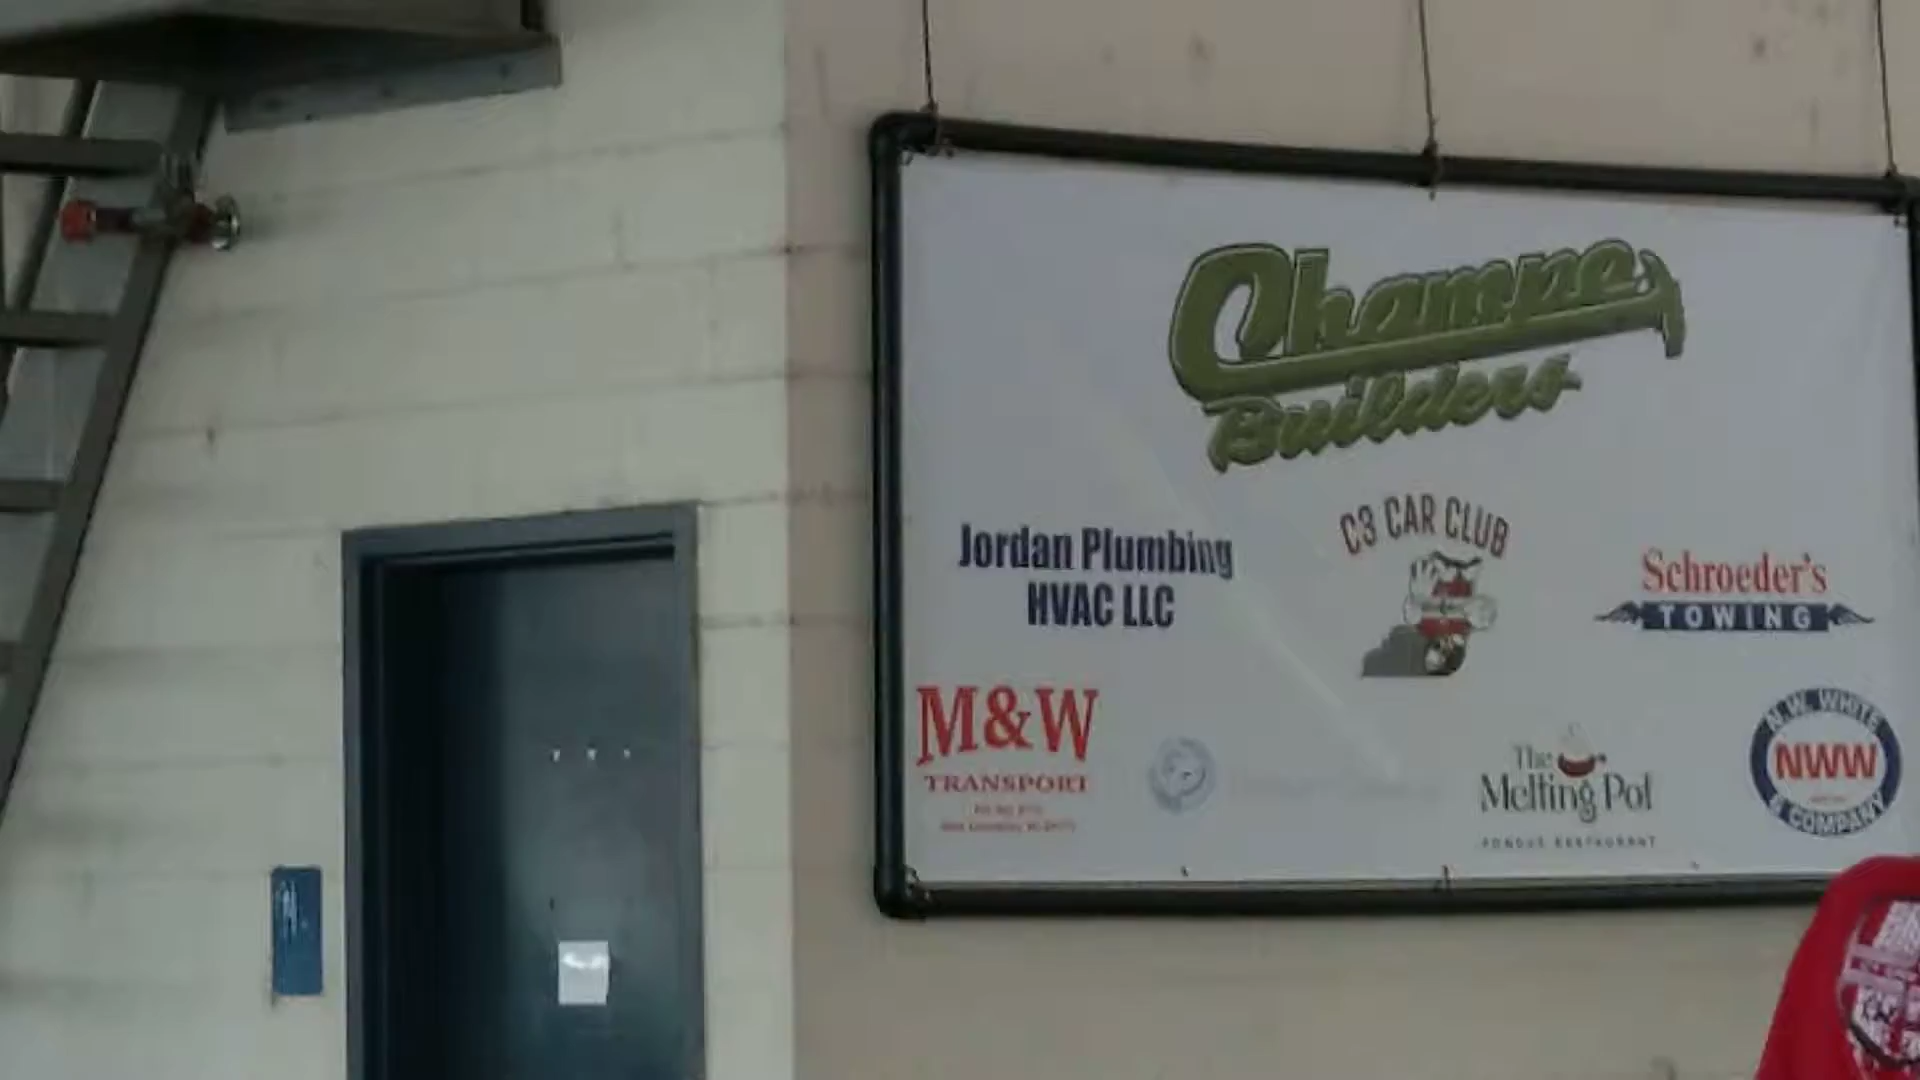 Champe
Builders
C3 CAR CLUB
Jordan Plumbing
HVAC LLC
Schroeder's
TOWING
M&W
TRANSPORT
The
Melting Pot
FONDUE RESTAURANT
N.W. WHITE
NWW
& COMPANY